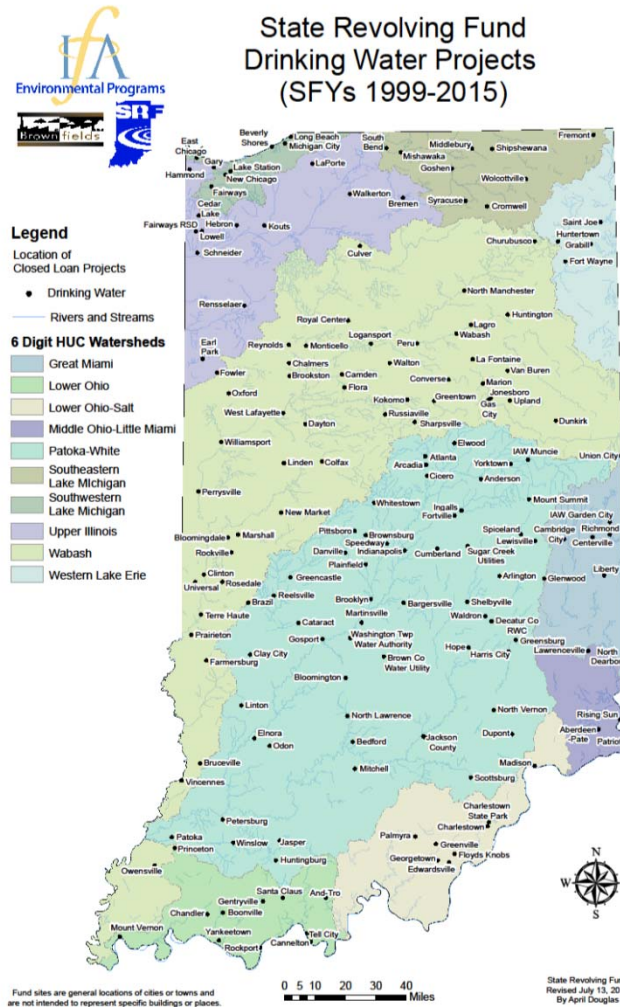 State Revolving Fund
Drinking Water Projects
(SFYs 1999-2015)
IFA
Environmental Programs
Brownfields
SRF
Legend
Location of
Closed Loan Projects
Drinking Water
Rivers and Streams
6 Digit HUC Watersheds
Great Miami
Lower Ohio
Lower Ohio-Salt
Middle Ohio-Little Miami
Patoka-White
Southeastern
Lake Michigan
Southwestern
Lake Michigan
Upper Illinois
Wabash
Western Lake Erie
East
Chicago
Gary
Hammond
Beverly
Shores
Long Beach
Michigan City
Lake Station
New Chicago
Fairways
Cedar
Lake
Fairways RSD
Hebron
Lowell
Schneider
Kouts
LaPorte
South
Bend
Mishawaka
Walkerton
Bremen
Middlebury
Shipshewana
Fremont
Goshen
Wolcottville
Syracuse
Cromwell
Culver
Churubusco
Saint Joe
Huntertown
Grabill
Fort Wayne
Rensselaer
North Manchester
Royal Center
Huntington
Earl
Park
Reynolds
Monticello
Logansport
Peru
Lagro
Wabash
Fowler
Chalmers
Brookston
Camden
Flora
Walton
Converse
La Fontaine
Van Buren
Marion
Jonesboro
Gas
City
Upland
Oxford
Kokomo
Greentown
West Lafayette
Dayton
Russiaville
Sharpsville
Dunkirk
Williamsport
Elwood
Linden
Colfax
Atlanta
Arcadia
Cicero
Yorktown
IAW Muncie
Union City
Anderson
Perrysville
Mount Summit
New Market
Whitestown
Ingalls
Fortville
IAW Garden City
Bloomingdale
Marshall
Pittsboro
Brownsburg
Speedway
Danville
Indianapolis
Cumberland
Spiceland
Lewisville
Cambridge
City
Richmond
Centerville
Sugar Creek
Utilities
Rockville
Plainfield
Clinton
Universal
Rosedale
Greencastle
Arlington
Glenwood
Liberty
Brazil
Reelsville
Brooklyn
Bargersville
Shelbyville
Terre Haute
Cataract
Martinsville
Waldron
Decatur Co
RWC
Prairieton
Gosport
Washington Twp
Water Authority
Greensburg
Lawrenceville
North
Dearbor
Farmersburg
Clay City
Brown Co
Water Utility
Hope
Harris City
Bloomington
Linton
North Lawrence
North Vernon
Rising Sun
Elnora
Odon
Bedford
Jackson
County
Dupont
Aberdeen
-Pate
Patriot
Bruceville
Mitchell
Madison
Vincennes
Scottsburg
Petersburg
Charlestown
State Park
Charlestown
Patoka
Princeton
Winslow
Jasper
Palmyra
Greenville
Owensville
Huntingburg
Georgetown
Floyds Knobs
Edwardsville
Santa Claus
And-Tro
Gentryville
Chandler
Boonville
Mount Vernon
Yankeetown
Tell City
Rockport
Cannelton
N
W
E
S
Fund sites are general locations of cities or towns and
are not intended to represent specific buildings or places.
0 5 10 20 30 40
Miles
State Revolving Fu
Revised July 13, 20
By April Douglas